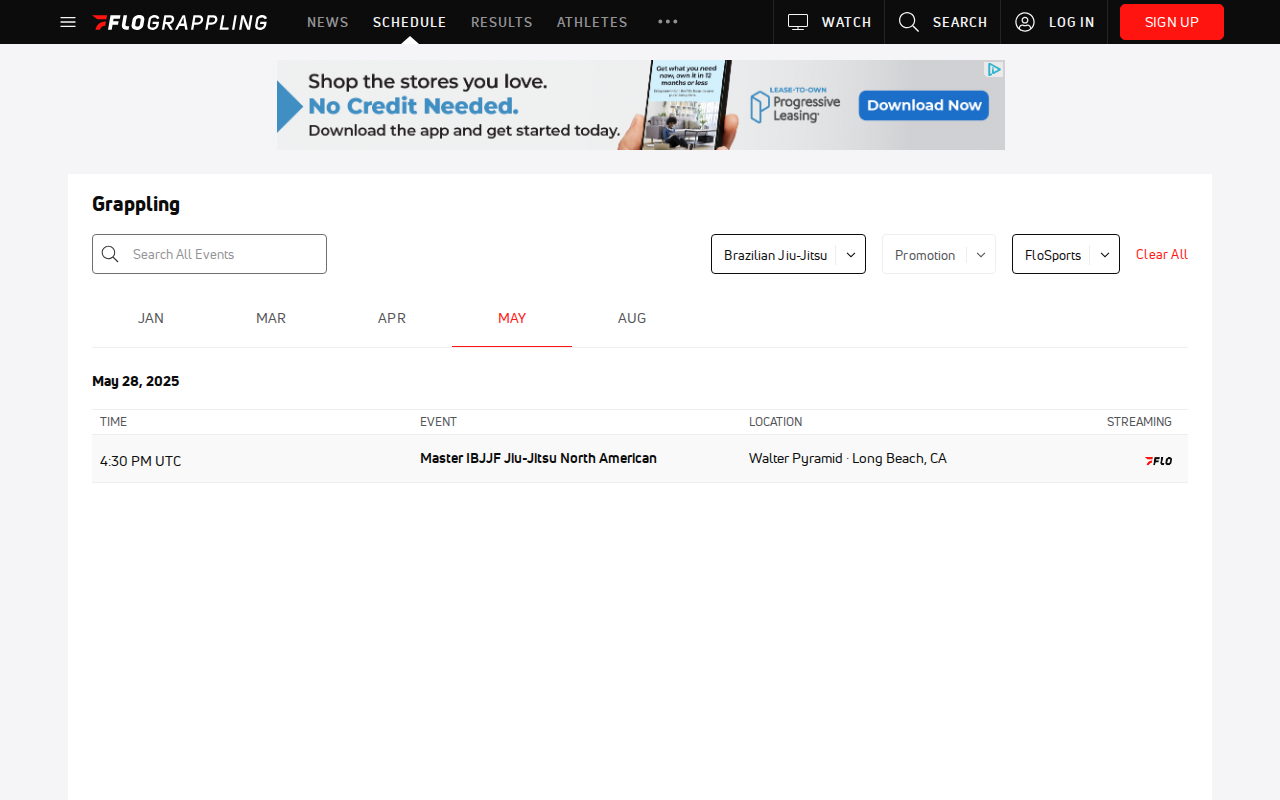 FLOGRAPPLING NEWS SCHEDULE RESULTS ATHLETES WATCH SEARCH LOG IN SIGN UP
Shop the stores you love.
No Credit Needed.
Download the app and get started today.
Get what you need
now, own it in 12
months or less
LEASE-TO-OWN
Progressive
Leasing
Download Now
Grappling
Search All Events Brazilian Jiu-Jitsu Promotion FloSports Clear All
JAN MAR APR MAY AUG
May 28, 2025
TIME EVENT LOCATION STREAMING
4:30 PM UTC Master IBJJF Jiu-Jitsu North American Walter Pyramid · Long Beach, CA FLO